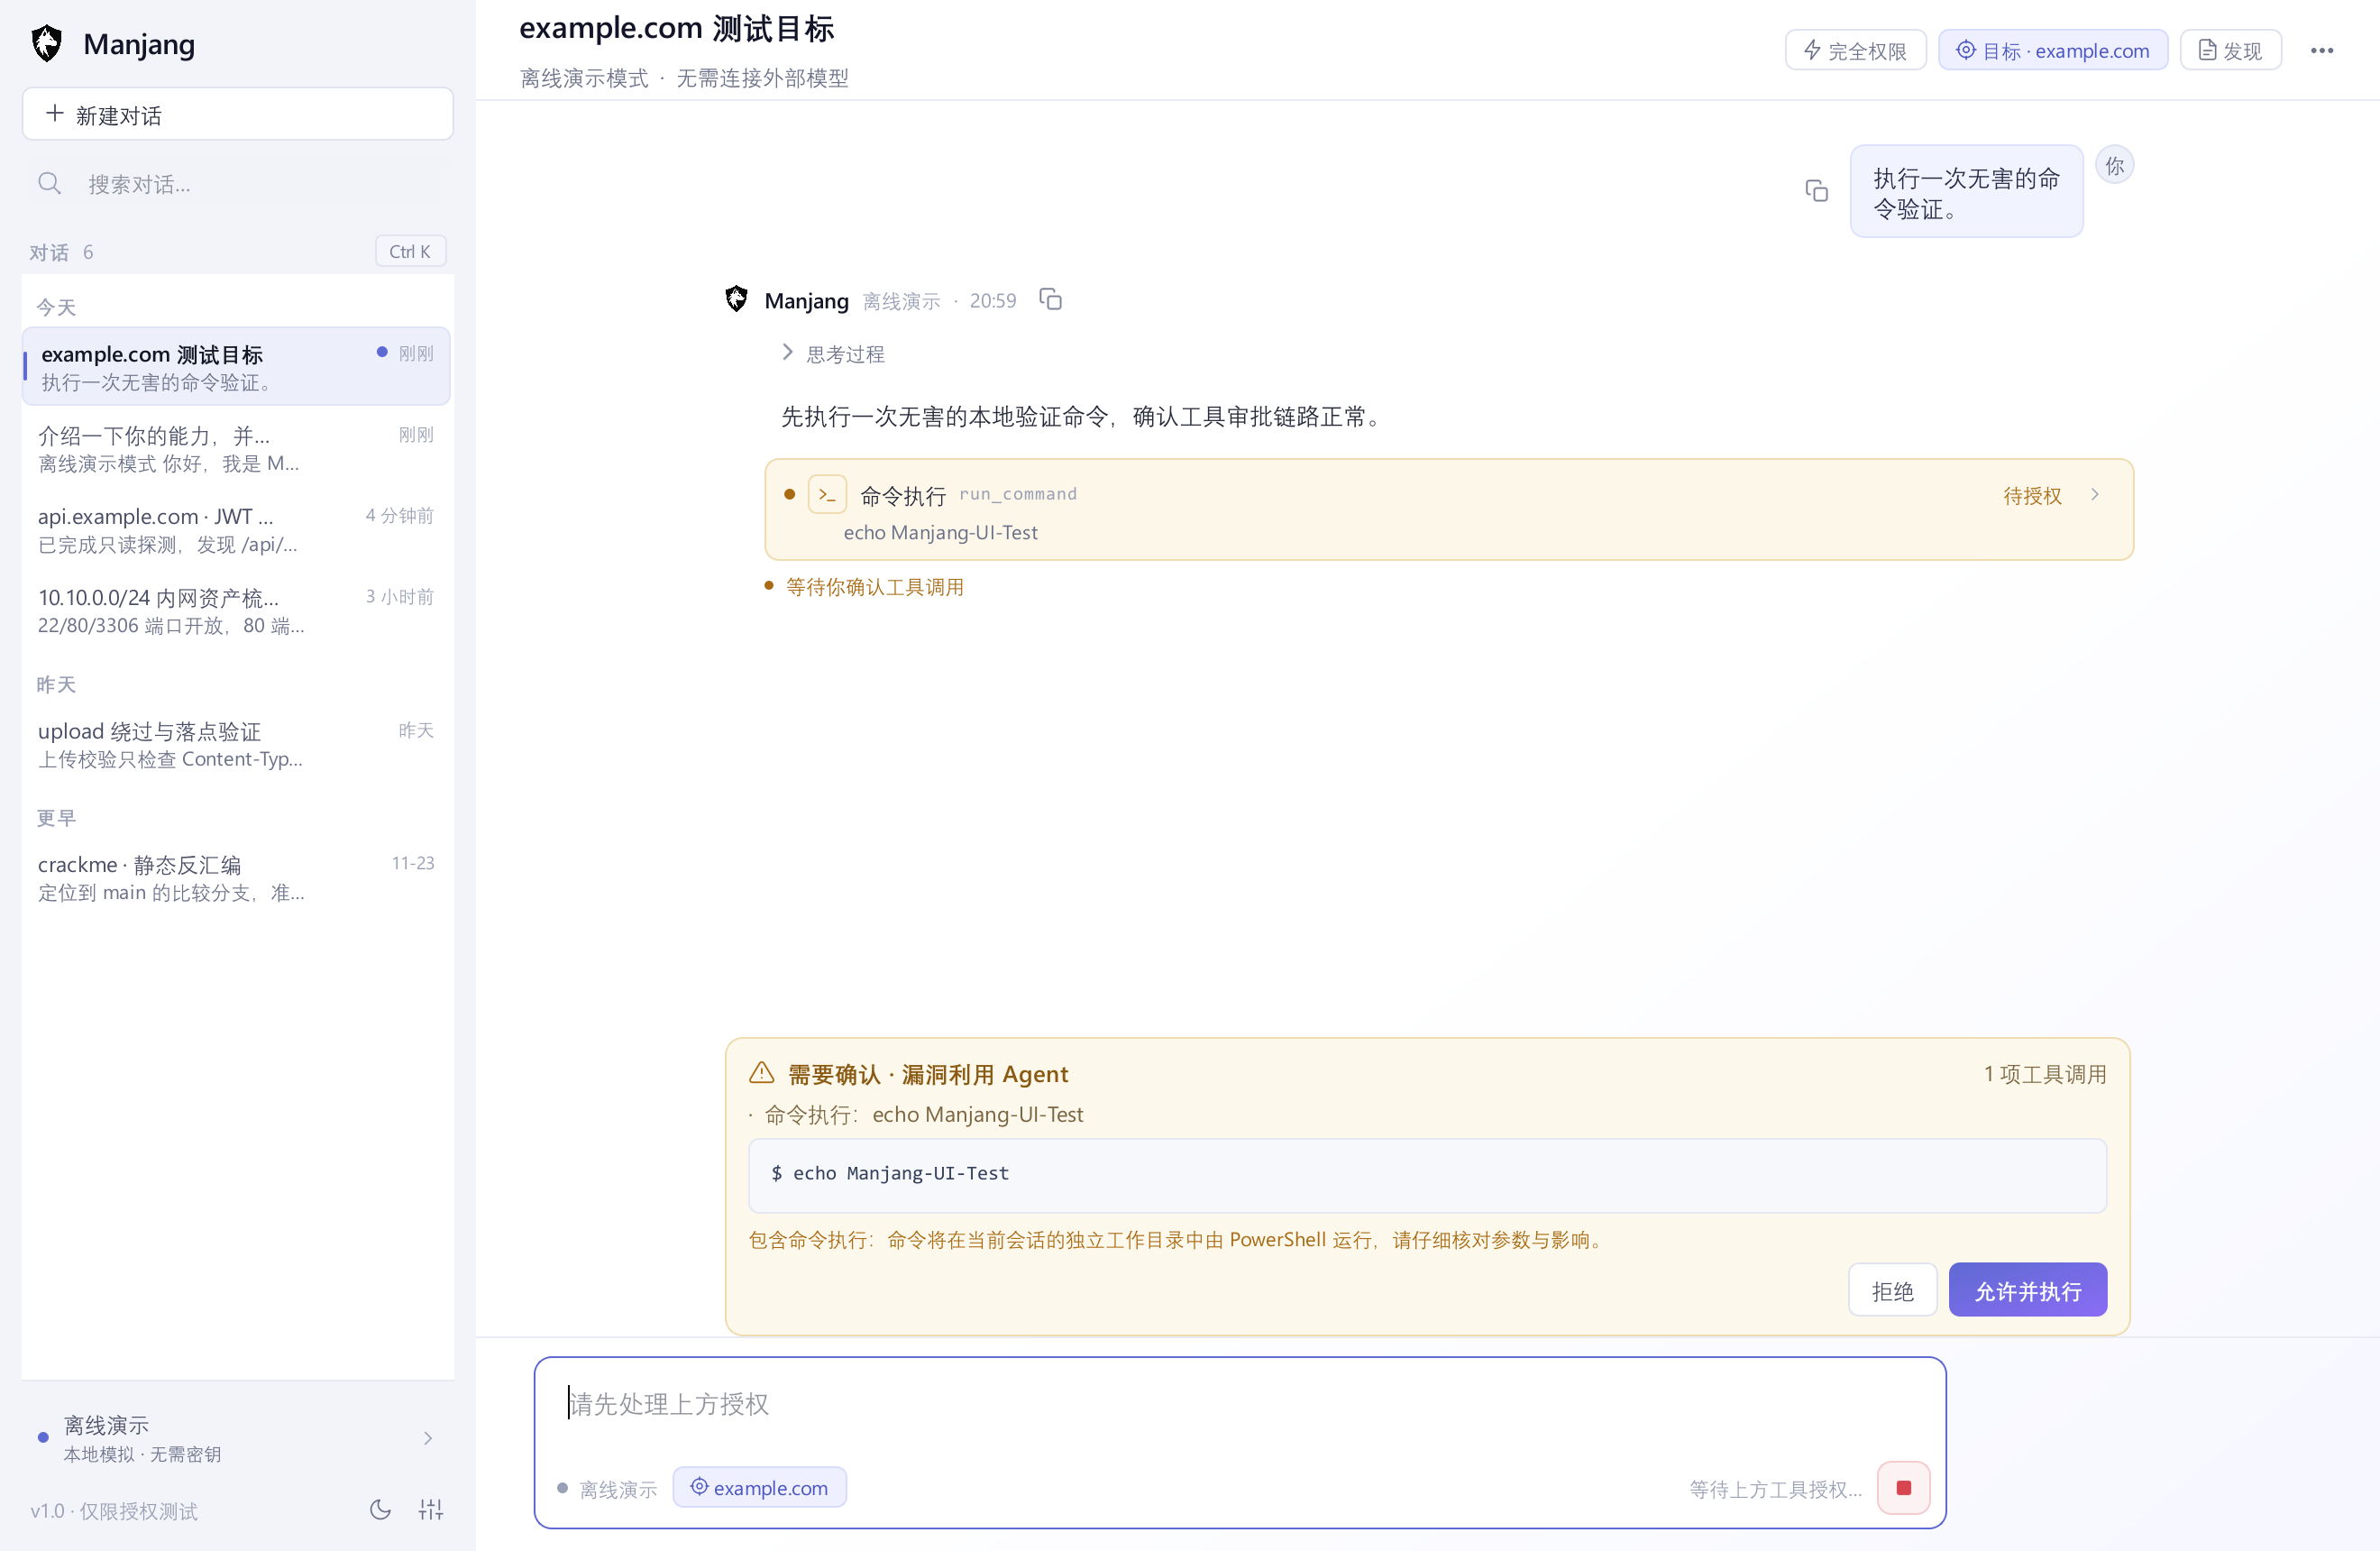 Manjang
新建对话
搜索对话...
对话 6
Ctrl K
今天
example.com 测试目标
刚刚
执行一次无害的命令验证。
介绍一下你的能力，并...
刚刚
离线演示模式 你好，我是 M...
api.example.com · JWT ...
4 分钟前
已完成只读探测，发现 /api/...
10.10.0.0/24 内网资产梳...
3 小时前
22/80/3306 端口开放，80 端...
昨天
upload 绕过与落点验证
昨天
上传校验只检查 Content-Typ...
更早
crackme · 静态反汇编
11-23
定位到 main 的比较分支，准...
离线演示
本地模拟 · 无需密钥
v1.0 · 仅限授权测试
example.com 测试目标
离线演示模式 · 无需连接外部模型
完全权限
目标 · example.com
发现
执行一次无害的命
令验证。
你
Manjang 离线演示 · 20:59
思考过程
先执行一次无害的本地验证命令，确认工具审批链路正常。
命令执行 run_command
待授权
echo Manjang-UI-Test
等待你确认工具调用
需要确认 · 漏洞利用 Agent
1 项工具调用
· 命令执行：echo Manjang-UI-Test
$ echo Manjang-UI-Test
包含命令执行：命令将在当前会话的独立工作目录中由 PowerShell 运行，请仔细核对参数与影响。
拒绝
允许并执行
请先处理上方授权
离线演示
example.com
等待上方工具授权...